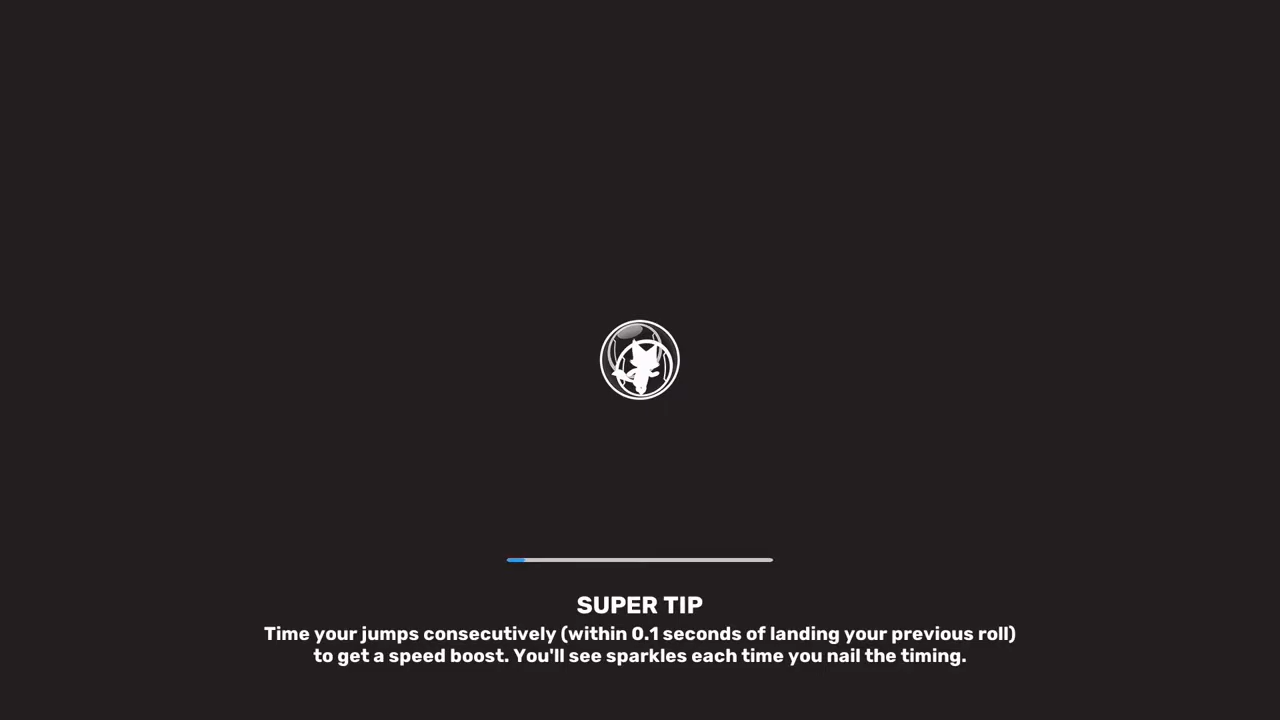 SUPER TIP
Time your jumps consecutively (within 0.1 seconds of landing your previous roll)
to get a speed boost. You'll see sparkles each time you nail the timing.